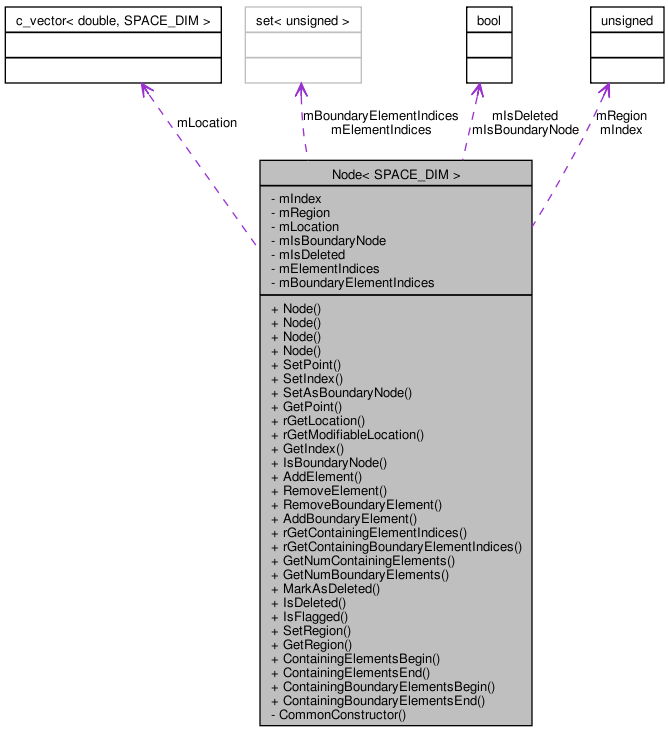 c_vector< double, SPACE_DIM >
set< unsigned >
bool
unsigned
mLocation
mBoundaryElementIndices
mElementIndices
mIsDeleted
mIsBoundaryNode
mRegion
mIndex
Node< SPACE_DIM >
- mIndex
- mRegion
- mLocation
- mIsBoundaryNode
- mIsDeleted
- mElementIndices
- mBoundaryElementIndices
+ Node()
+ Node()
+ Node()
+ Node()
+ SetPoint()
+ SetIndex()
+ SetAsBoundaryNode()
+ GetPoint()
+ rGetLocation()
+ rGetModifiableLocation()
+ GetIndex()
+ IsBoundaryNode()
+ AddElement()
+ RemoveElement()
+ RemoveBoundaryElement()
+ AddBoundaryElement()
+ rGetContainingElementIndices()
+ rGetContainingBoundaryElementIndices()
+ GetNumContainingElements()
+ GetNumBoundaryElements()
+ MarkAsDeleted()
+ IsDeleted()
+ IsFlagged()
+ SetRegion()
+ GetRegion()
+ ContainingElementsBegin()
+ ContainingElementsEnd()
+ ContainingBoundaryElementsBegin()
+ ContainingBoundaryElementsEnd()
- CommonConstructor()